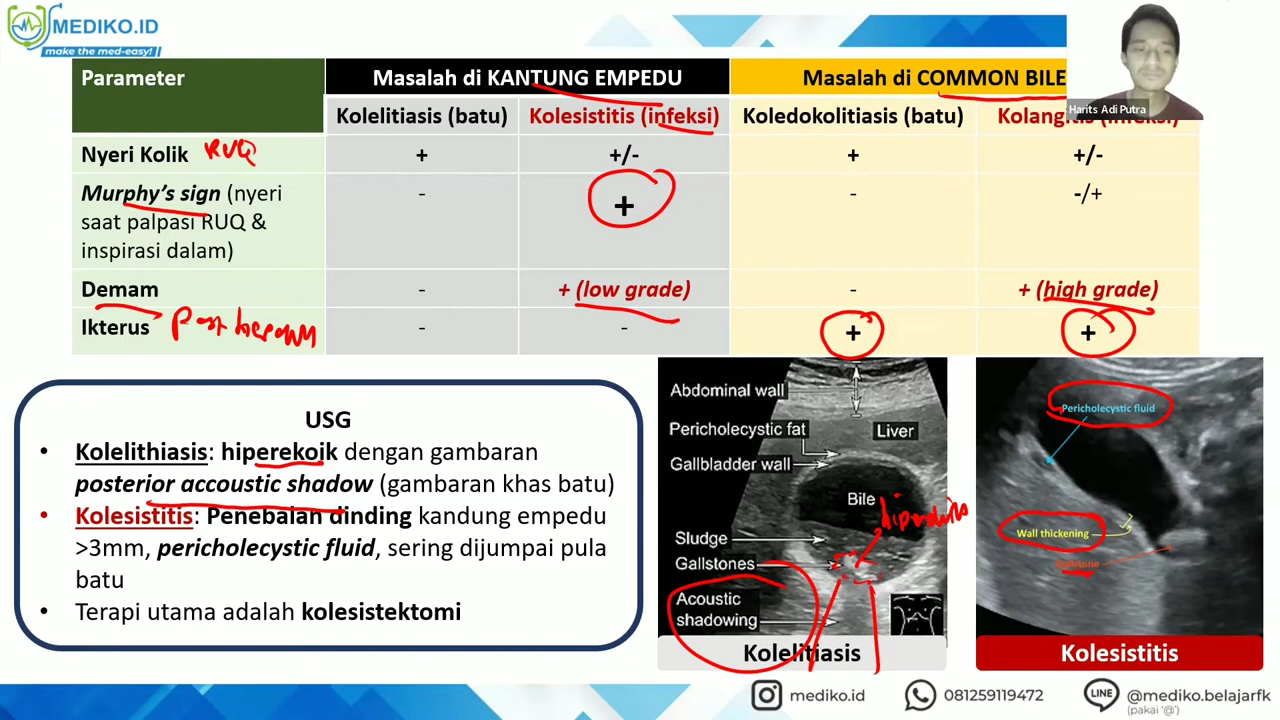 MEDIKO.ID
make the med-easy!
Parameter
Masalah di KANTUNG EMPEDU
Masalah di COMMON BILE
Harits Adi Putra
Kolelitiasis (batu)
Kolesistitis (infeksi)
Koledokolitiasis (batu)
Kolangitis (infeksi)
Nyeri Kolik RUQ
+
+/-
+
+/-
Murphy's sign (nyeri
saat palpasi RUQ &
inspirasi dalam)
-
+
-
-/+
Demam
-
+ (low grade)
-
+ (high grade)
Ikterus
-
-
+
+
USG
• Kolelithiasis: hiperekoik dengan gambaran
posterior accoustic shadow (gambaran khas batu)
• Kolesistitis: Penebalan dinding kandung empedu
>3mm, pericholecystic fluid, sering dijumpai pula
batu
• Terapi utama adalah kolesistektomi
Abdominal wall
Pericholecystic fat
Liver
Gallbladder wall
Bile
Sludge
Gallstones
Acoustic
shadowing
Kolelitiasis
Pericholecystic fluid
Wall thickening
Gallstone
Kolesistitis
mediko.id
081259119472
LINE
@mediko.belajarfk
(pakai '@')